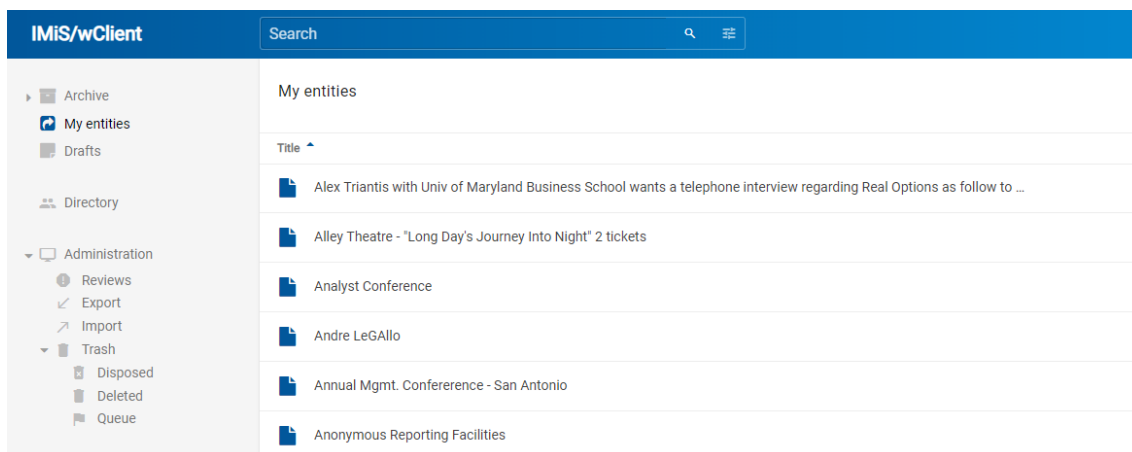 IMiS/wClient
Search
Archive
My entities
Drafts
Directory
Administration
Reviews
Export
Import
Trash
Disposed
Deleted
Queue
My entities
Title
Alex Triantis with Univ of Maryland Business School wants a telephone interview regarding Real Options as follow to ...
Alley Theatre - "Long Day's Journey Into Night" 2 tickets
Analyst Conference
Andre LeGAllo
Annual Mgmt. Confererence - San Antonio
Anonymous Reporting Facilities